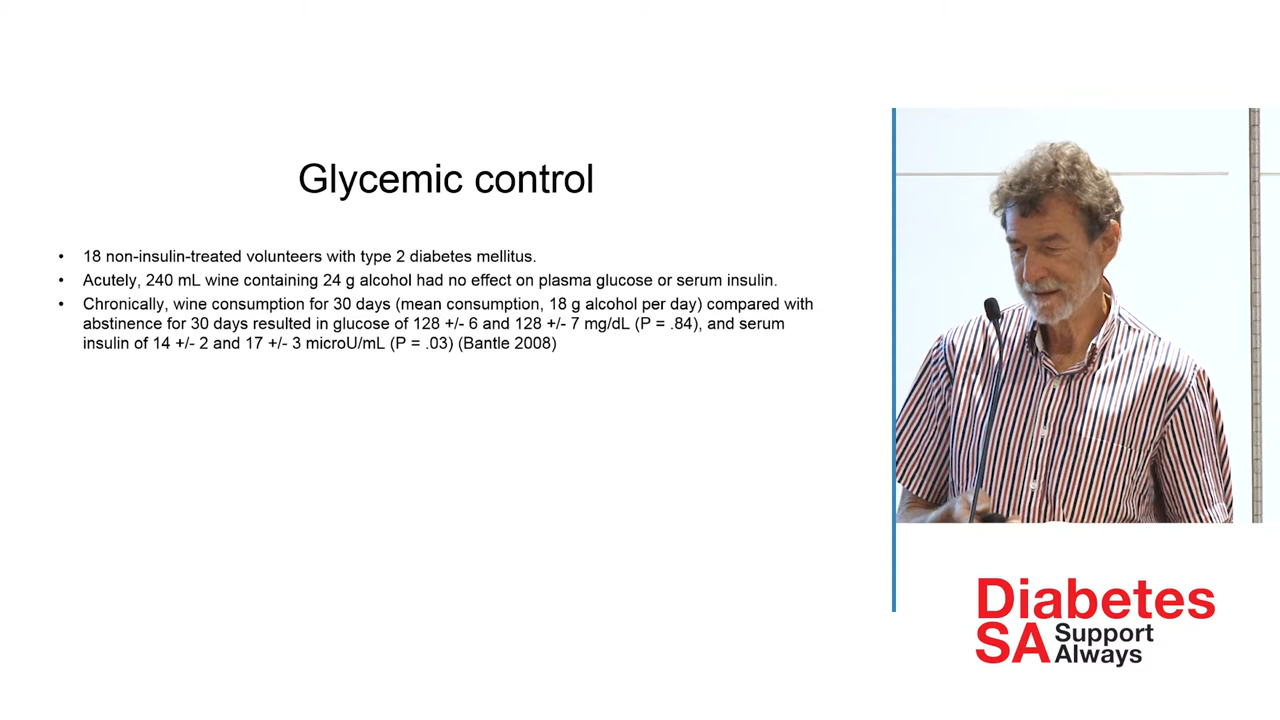 Glycemic control
• 18 non-insulin-treated volunteers with type 2 diabetes mellitus.
• Acutely, 240 mL wine containing 24 g alcohol had no effect on plasma glucose or serum insulin.
• Chronically, wine consumption for 30 days (mean consumption, 18 g alcohol per day) compared with
abstinence for 30 days resulted in glucose of 128 +/- 6 and 128 +/- 7 mg/dL (P = .84), and serum
insulin of 14 +/- 2 and 17 +/- 3 microU/mL (P = .03) (Bantle 2008)
Diabetes
SA Support
Always